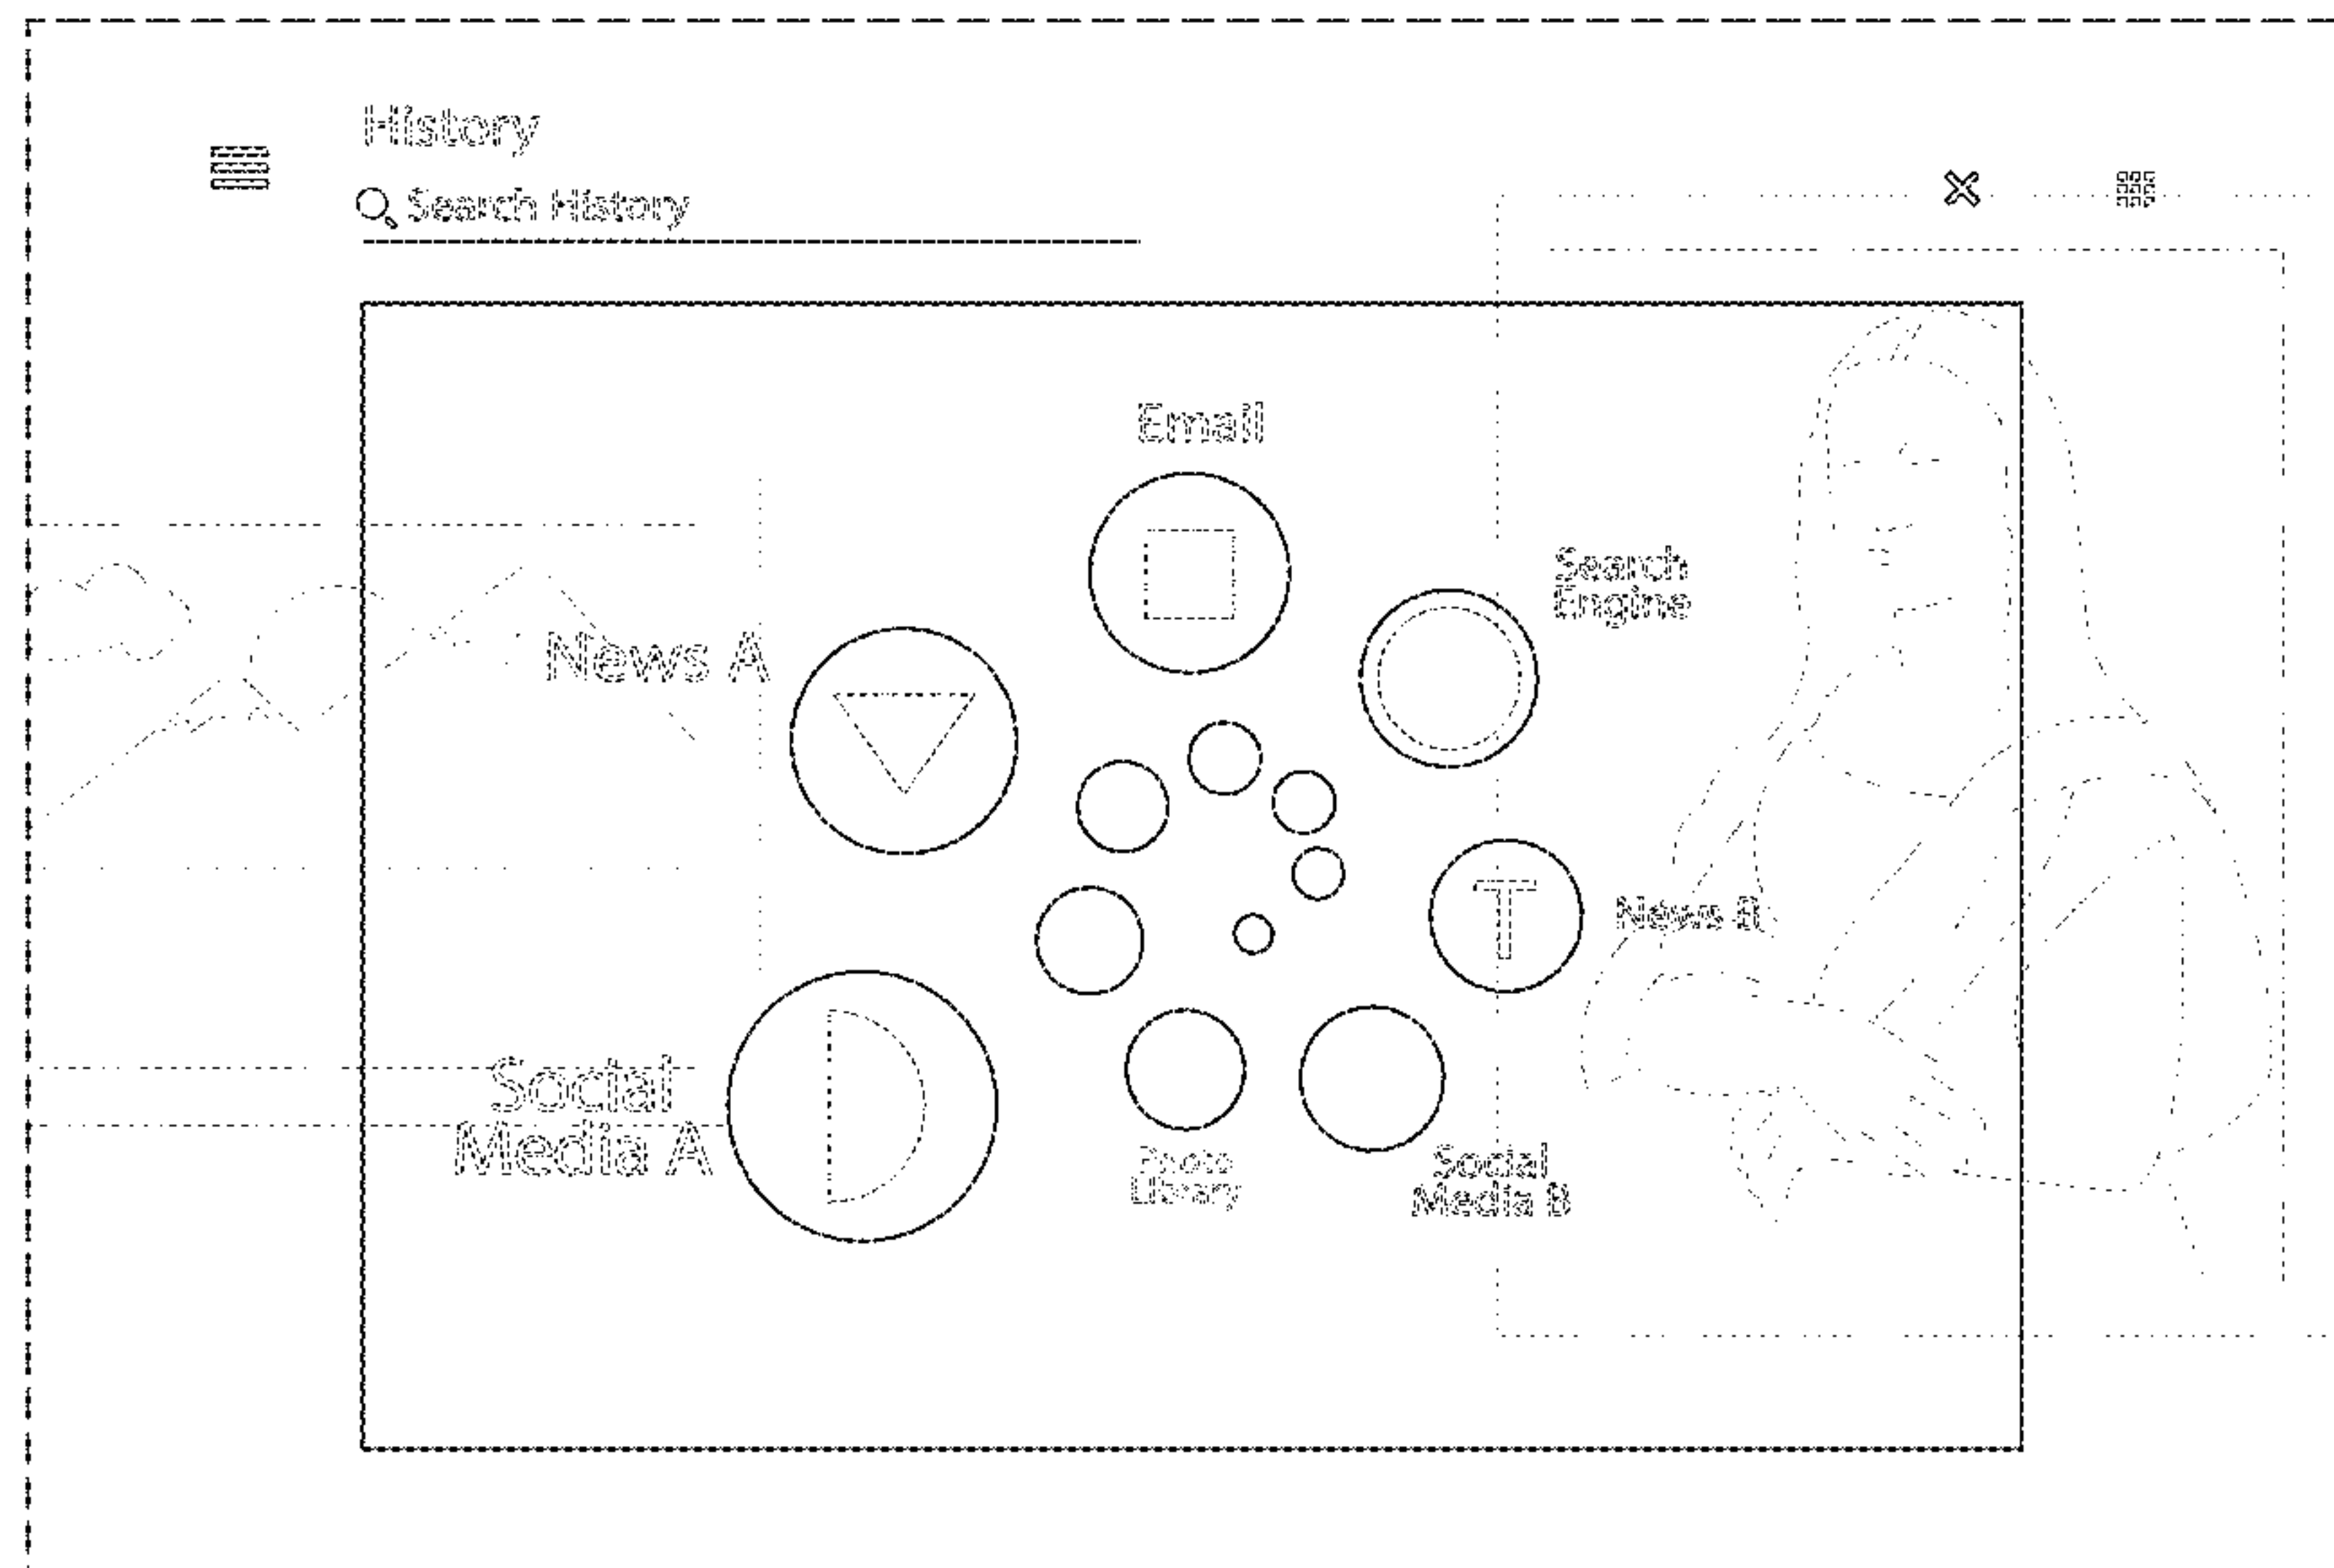 History
Search History
Email
Search
Engine
News A
T
News B
Social
Media A
Photo
Library
Social
Media B